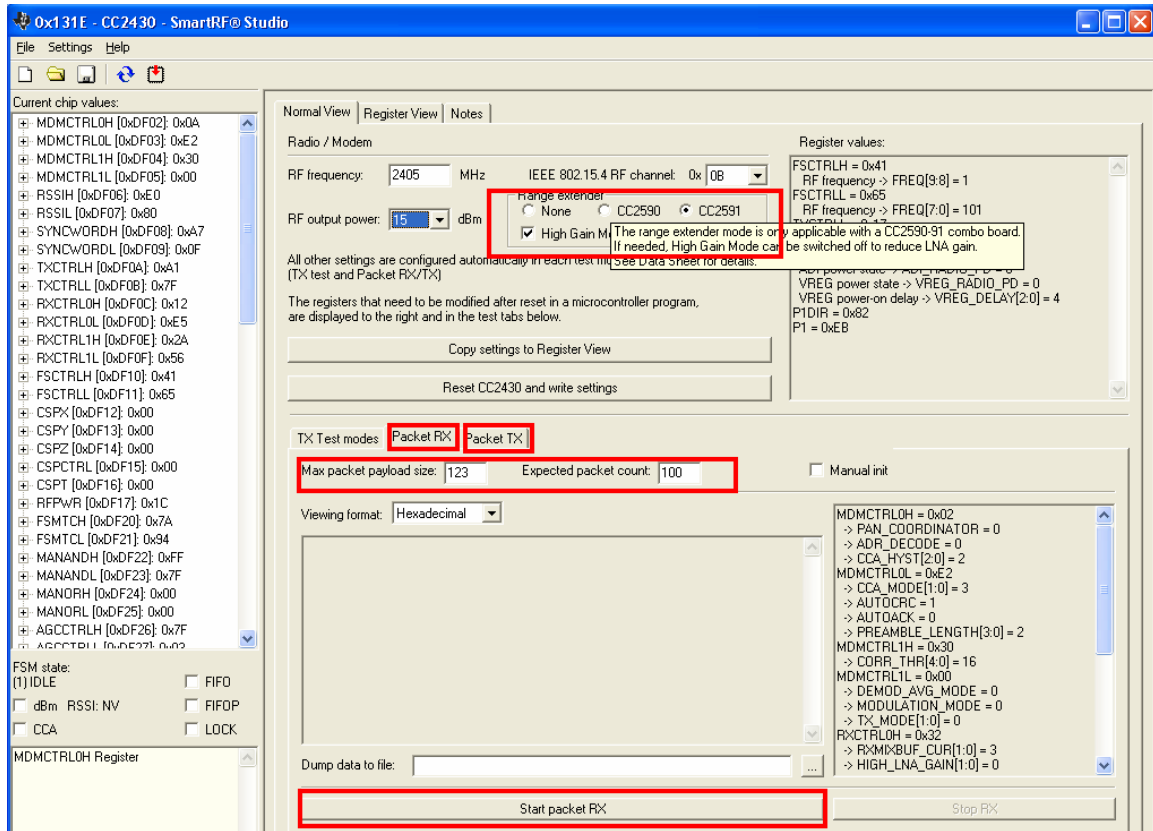 0x131E - CC2430 - SmartRF® Studio
File Settings Help
Current chip values:
MDMCTRL0H [0xDF02]: 0x0A
MDMCTRL0L [0xDF03]: 0xE2
MDMCTRL1H [0xDF04]: 0x30
MDMCTRL1L [0xDF05]: 0x00
RSSIH [0xDF06]: 0xE0
RSSIL [0xDF07]: 0x80
SYNCWORDH [0xDF08]: 0xA7
SYNCWORDL [0xDF09]: 0x0F
TXCTRLH [0xDF0A]: 0xA1
TXCTRLL [0xDF0B]: 0x7F
RXCTRL0H [0xDF0C]: 0x12
RXCTRL0L [0xDF0D]: 0xE5
RXCTRL1H [0xDF0E]: 0x2A
RXCTRL1L [0xDF0F]: 0x56
FSCTRLH [0xDF10]: 0x41
FSCTRLL [0xDF11]: 0x65
CSPX [0xDF12]: 0x00
CSPY [0xDF13]: 0x00
CSPZ [0xDF14]: 0x00
CSPCTRL [0xDF15]: 0x00
CSPT [0xDF16]: 0x00
RFPWR [0xDF17]: 0x1C
FSMTCH [0xDF20]: 0x7A
FSMTCL [0xDF21]: 0x94
MANANDH [0xDF22]: 0xFF
MANANDL [0xDF23]: 0x7F
MANORH [0xDF24]: 0x00
MANORL [0xDF25]: 0x00
AGCCTRLH [0xDF26]: 0x7F
FSM state:
(1) IDLE
FIFO
dBm RSSI: NV
FIFOP
CCA
LOCK
MDMCTRL0H Register
Normal View Register View Notes
Radio / Modem
RF frequency: 2405 MHz IEEE 802.15.4 RF channel: 0x 0B
Range extender
None CC2590 CC2591
RF output power: 15 dBm
High Gain M
The range extender mode is only applicable with a CC2590-91 combo board.
If needed, High Gain Mode can be switched off to reduce LNA gain.
See Data Sheet for details.
All other settings are configured automatically in each test mo
(TX test and Packet RX/TX)
The registers that need to be modified after reset in a microcontroller program,
are displayed to the right and in the test tabs below.
Copy settings to Register View
Reset CC2430 and write settings
Register values:
FSCTRLH = 0x41
RF frequency -> FREQ[9:8] = 1
FSCTRLL = 0x65
RF frequency -> FREQ[7:0] = 101
VREG power state -> VREG_RADIO_PD = 0
VREG power-on delay -> VREG_DELAY[2:0] = 4
P1DIR = 0x82
P1 = 0xEB
TX Test modes Packet RX Packet TX
Max packet payload size: 123 Expected packet count: 100
Manual init
Viewing format: Hexadecimal
MDMCTRL0H = 0x02
-> PAN_COORDINATOR = 0
-> ADR_DECODE = 0
-> CCA_HYST[2:0] = 2
MDMCTRL0L = 0xE2
-> CCA_MODE[1:0] = 3
-> AUTOCRC = 1
-> AUTOACK = 0
-> PREAMBLE_LENGTH[3:0] = 2
MDMCTRL1H = 0x30
-> CORR_THR[4:0] = 16
MDMCTRL1L = 0x00
-> DEMOD_AVG_MODE = 0
-> MODULATION_MODE = 0
-> TX_MODE[1:0] = 0
RXCTRL0H = 0x32
-> RXMIXBUF_CUR[1:0] = 3
-> HIGH_LNA_GAIN[1:0] = 0
Dump data to file: ...
Start packet RX
Stop RX